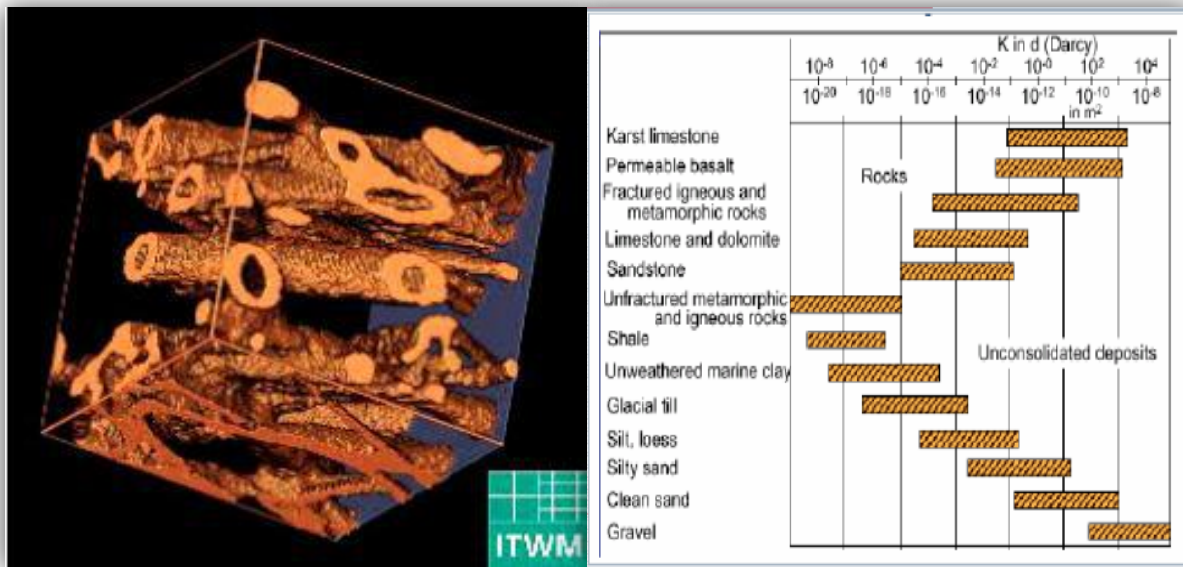 ITWM
K in d (Darcy)
10-8 10-6 10-4 10-2 10-0 102 104
10-20 10-18 10-16 10-14 10-12 10-10 10-8
in m2
Karst limestone
Permeable basalt
Rocks
Fractured igneous and
metamorphic rocks
Limestone and dolomite
Sandstone
Unfractured metamorphic
and igneous rocks
Shale
Unconsolidated deposits
Unweathered marine clay
Glacial till
Silt, loess
Silty sand
Clean sand
Gravel